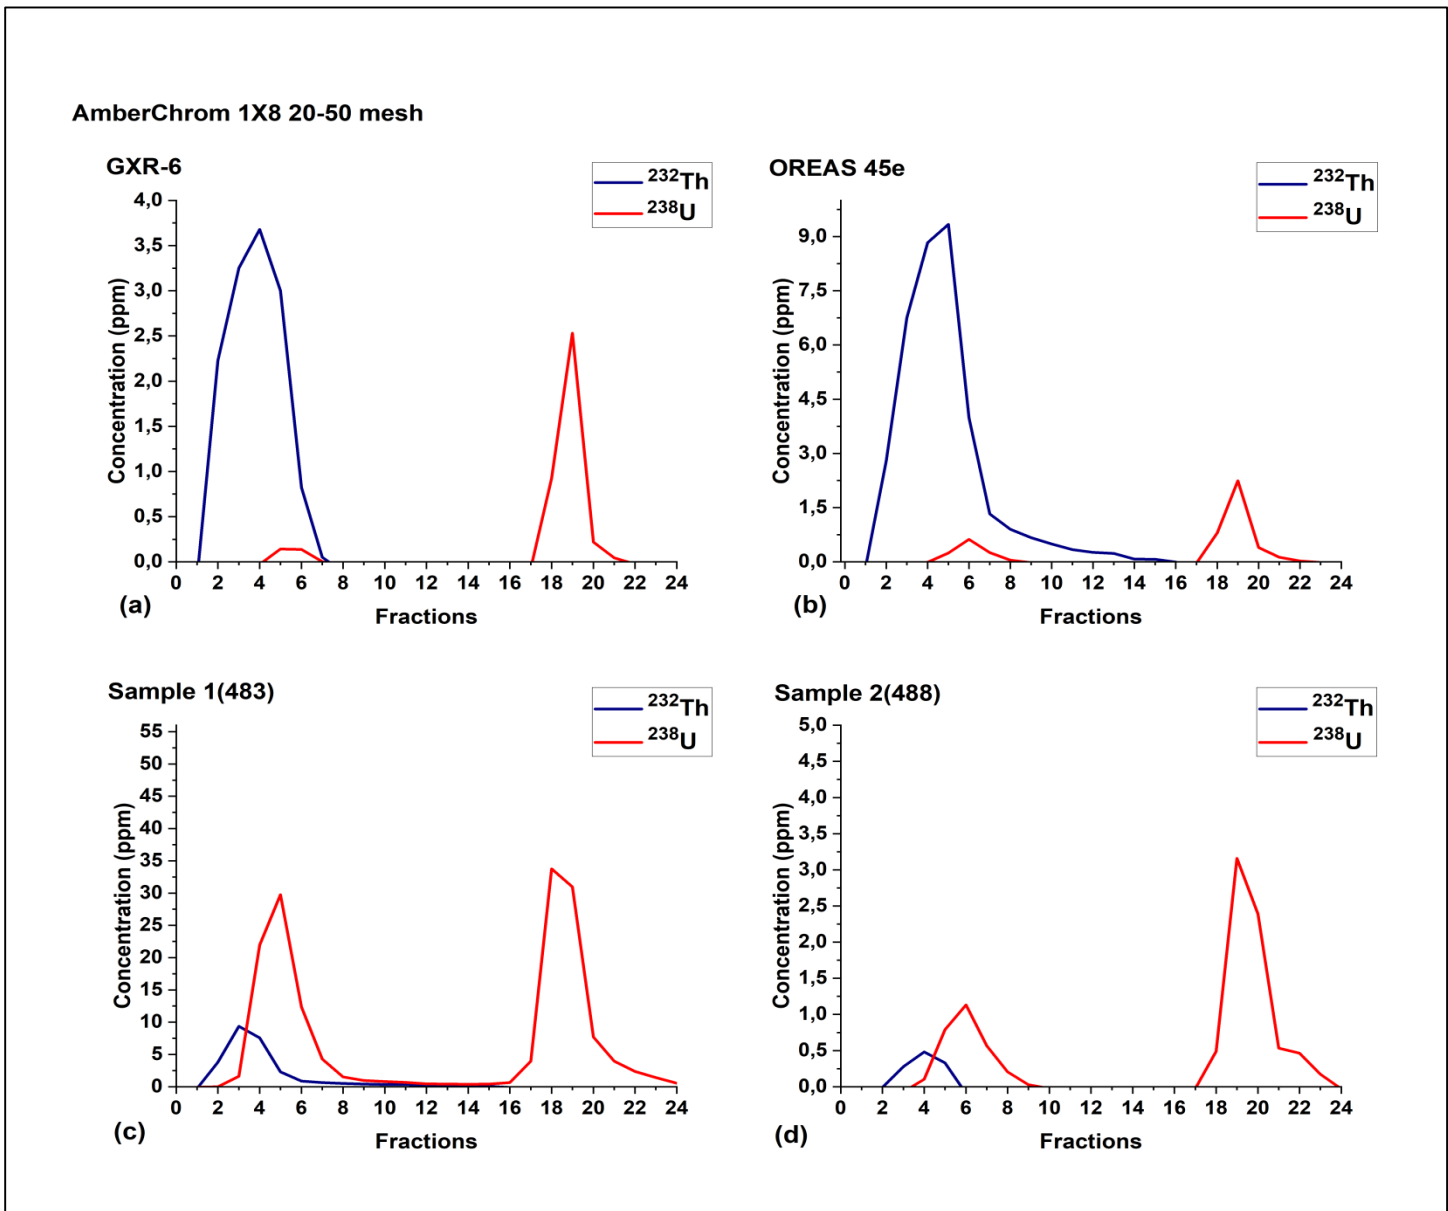 AmberChrom 1X8 20-50 mesh
GXR-6
²³²Th
²³⁸U
4,0
3,5
3,0
2,5
2,0
1,5
1,0
0,5
0,0
Concentration (ppm)
0 2 4 6 8 10 12 14 16 18 20 22 24
Fractions
(a)
OREAS 45e
²³²Th
²³⁸U
9,0
7,5
6,0
4,5
3,0
1,5
0,0
Concentration (ppm)
0 2 4 6 8 10 12 14 16 18 20 22 24
Fractions
(b)
Sample 1(483)
²³²Th
²³⁸U
55
50
45
40
35
30
25
20
15
10
5
0
Concentration (ppm)
0 2 4 6 8 10 12 14 16 18 20 22 24
Fractions
(c)
Sample 2(488)
²³²Th
²³⁸U
5,0
4,5
4,0
3,5
3,0
2,5
2,0
1,5
1,0
0,5
0,0
Concentration (ppm)
0 2 4 6 8 10 12 14 16 18 20 22 24
Fractions
(d)